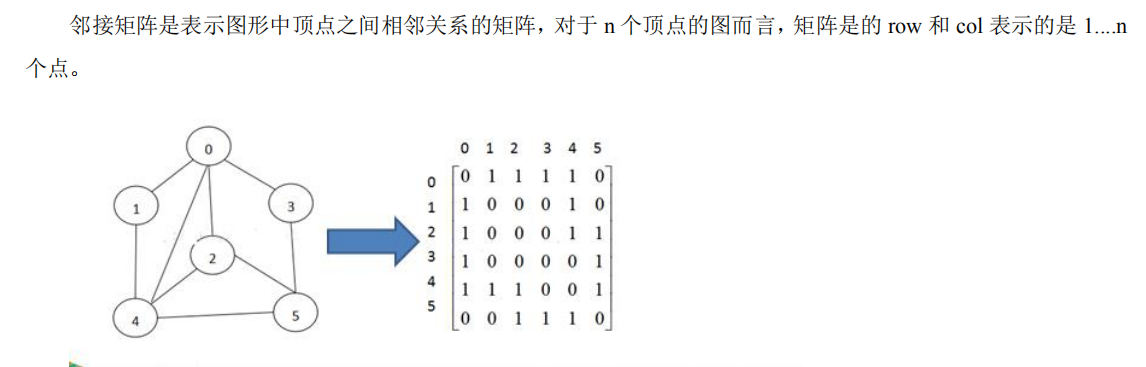 邻接矩阵是表示图形中顶点之间相邻关系的矩阵，对于 n 个顶点的图而言，矩阵是的 row 和 col 表示的是 1....n
个点。
0
1
3
2
4
5
0 1 2 3 4 5
0 0 1 1 1 1 0
1 1 0 0 0 1 0
2 1 0 0 0 1 1
3 1 0 0 0 0 1
4 1 1 1 0 0 1
5 0 0 1 1 1 0